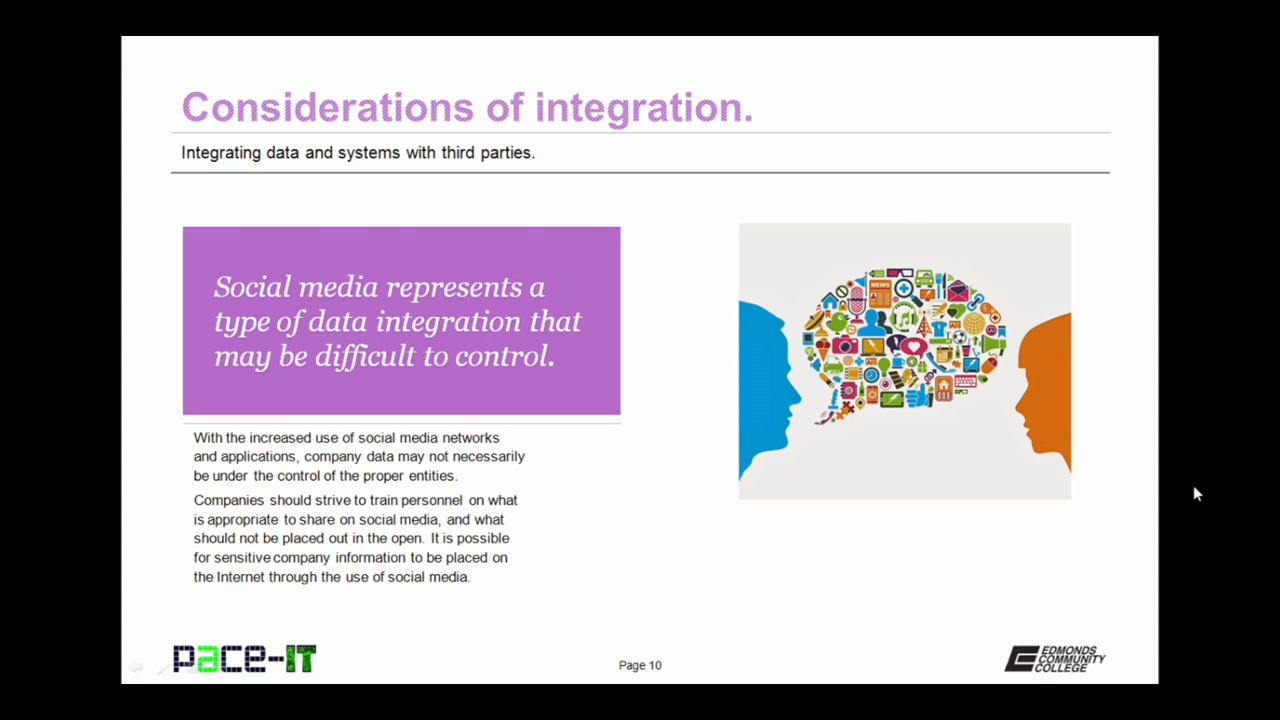 Considerations of integration.
Integrating data and systems with third parties.
Social media represents a
type of data integration that
may be difficult to control.
NEWS
With the increased use of social media networks
and applications, company data may not necessarily
be under the control of the proper entities.
Companies should strive to train personnel on what
is appropriate to share on social media, and what
should not be placed out in the open. It is possible
for sensitive company information to be placed on
the Internet through the use of social media.
pace-IT
Page 10
EDMONDS
COMMUNITY
COLLEGE